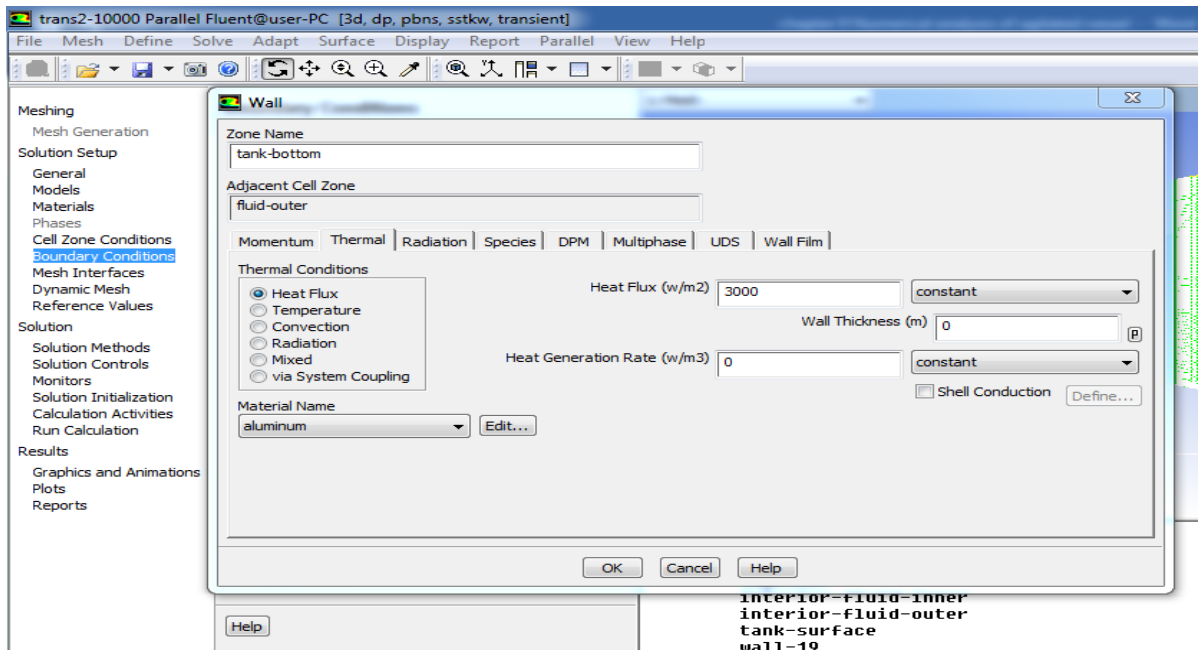 trans2-10000 Parallel Fluent@user-PC [3d, dp, pbns, sstkw, transient]
File Mesh Define Solve Adapt Surface Display Report Parallel View Help
Meshing
Mesh Generation
Solution Setup
General
Models
Materials
Phases
Cell Zone Conditions
Boundary Conditions
Mesh Interfaces
Dynamic Mesh
Reference Values
Solution
Solution Methods
Solution Controls
Monitors
Solution Initialization
Calculation Activities
Run Calculation
Results
Graphics and Animations
Plots
Reports
Wall
Zone Name
tank-bottom
Adjacent Cell Zone
fluid-outer
Momentum Thermal Radiation Species DPM Multiphase UDS Wall Film
Thermal Conditions
Heat Flux
Temperature
Convection
Radiation
Mixed
via System Coupling
Heat Flux (w/m2) 3000 constant
Wall Thickness (m) 0 P
Heat Generation Rate (w/m3) 0 constant
Shell Conduction Define...
Material Name
aluminum Edit...
OK Cancel Help
Help
interior-fluid-inner
interior-fluid-outer
tank-surface
wall-19